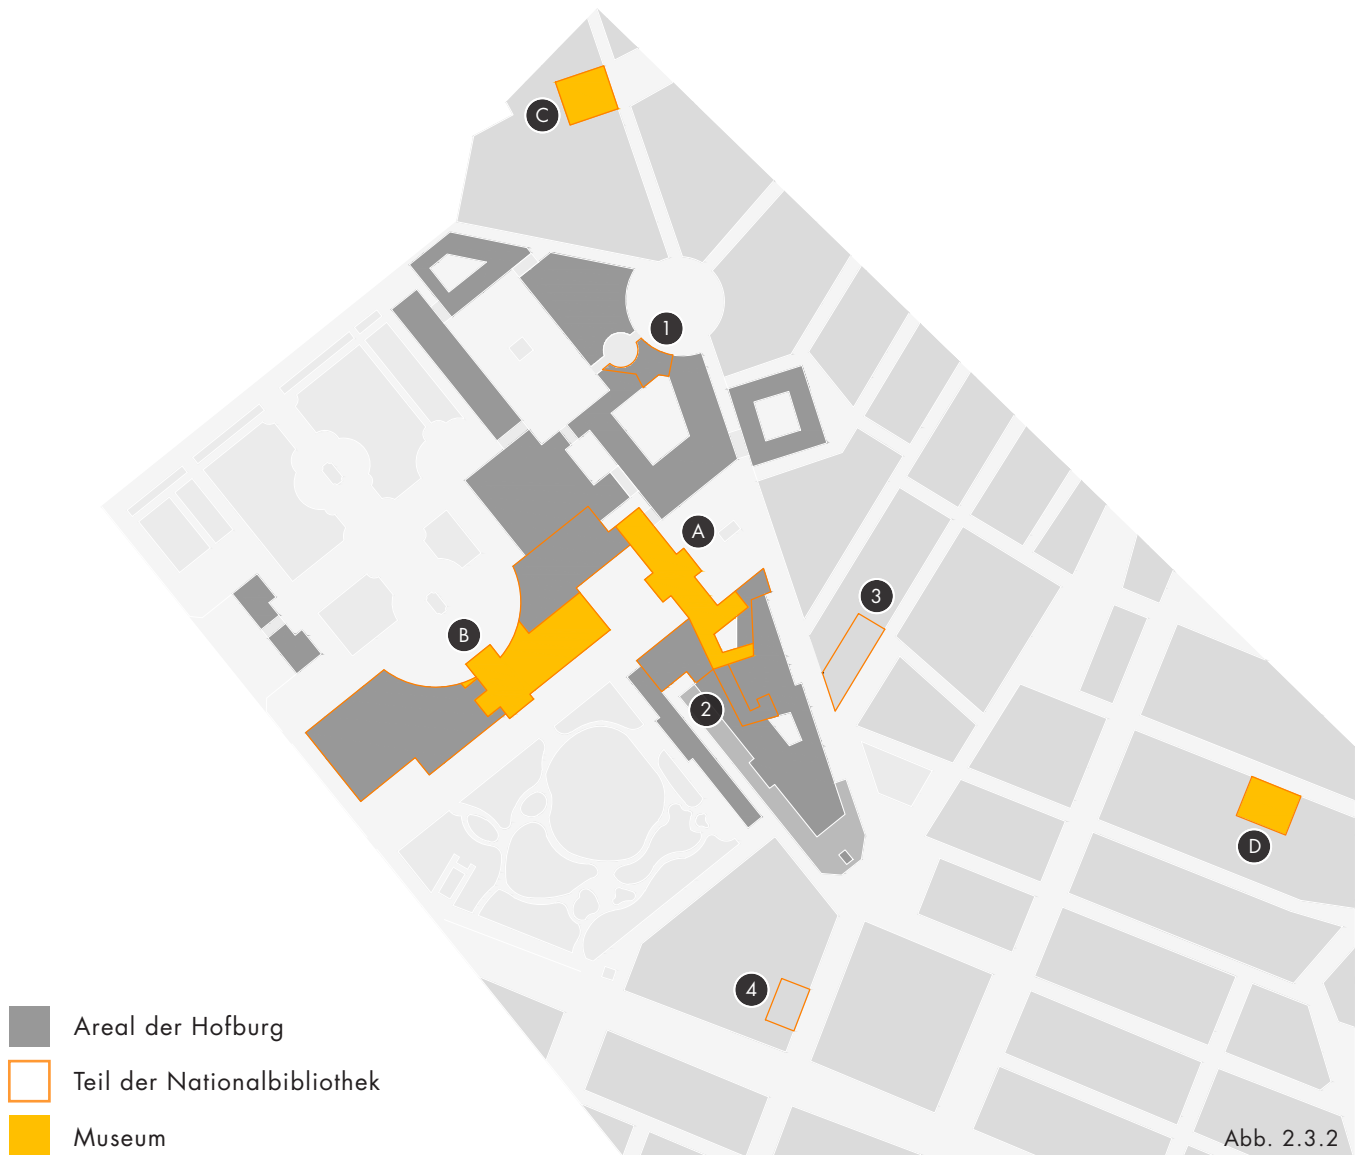 C
1
A
3
B
2
D
4
Areal der Hofburg
Teil der Nationalbibliothek
Museum
Abb. 2.3.2